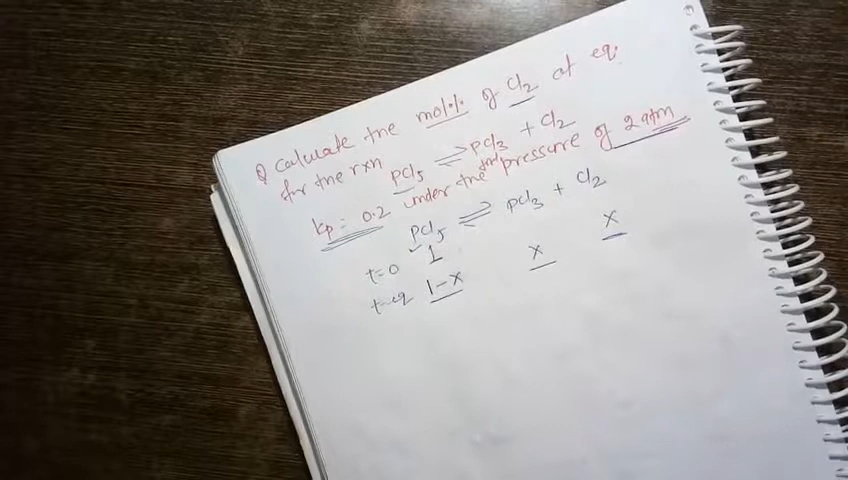 Q Calculate the mol% of Cl2 at eq.
for the rxn PCl5 ⇌ PCl3 + Cl2
Kp = 0.2 under the total pressure of 2 atm
PCl5 ⇌ PCl3 + Cl2
t=0 1
t=eq 1-x x x